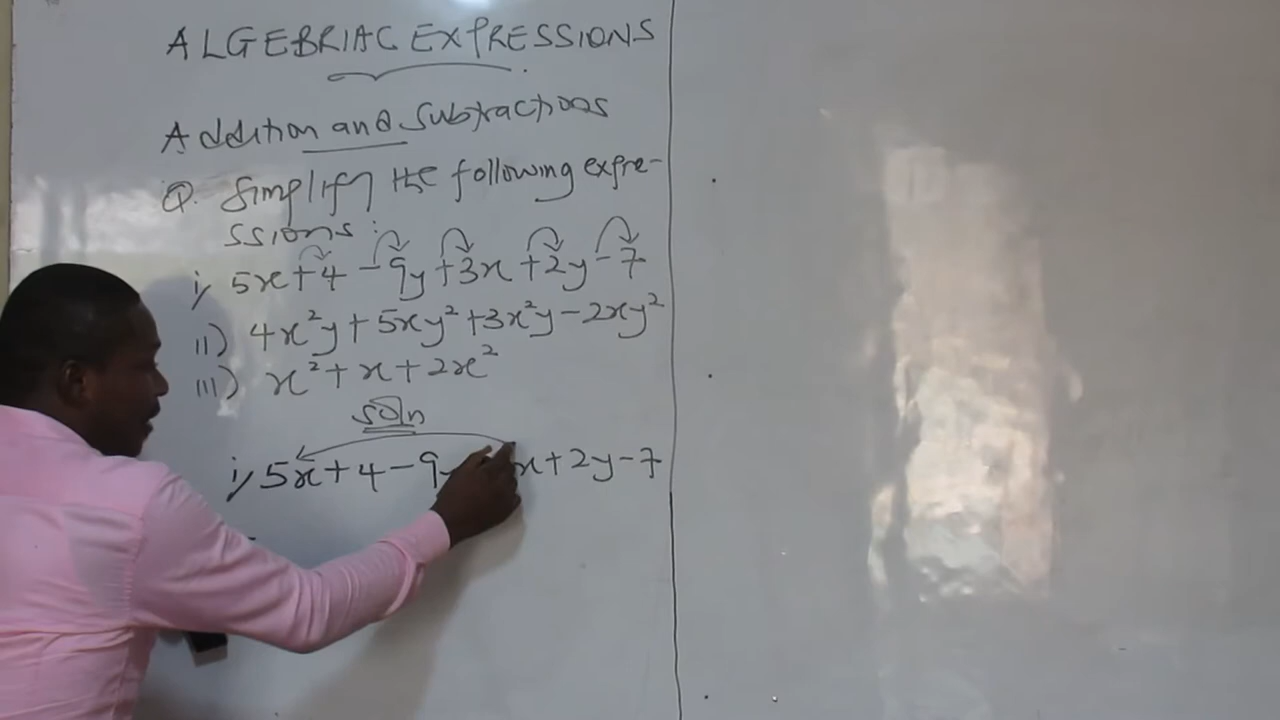 ALGEBRIAC EXPRESSIONS
Addition and Subtractions
Q. Simplify the following expre-
ssions:
i/ 5x+4-9y+3x+2y-7
II) 4x²y+5xy²+3x²y-2xy²
III) x²+x+2x²
soln
i/ 5x+4-9 x+2y-7